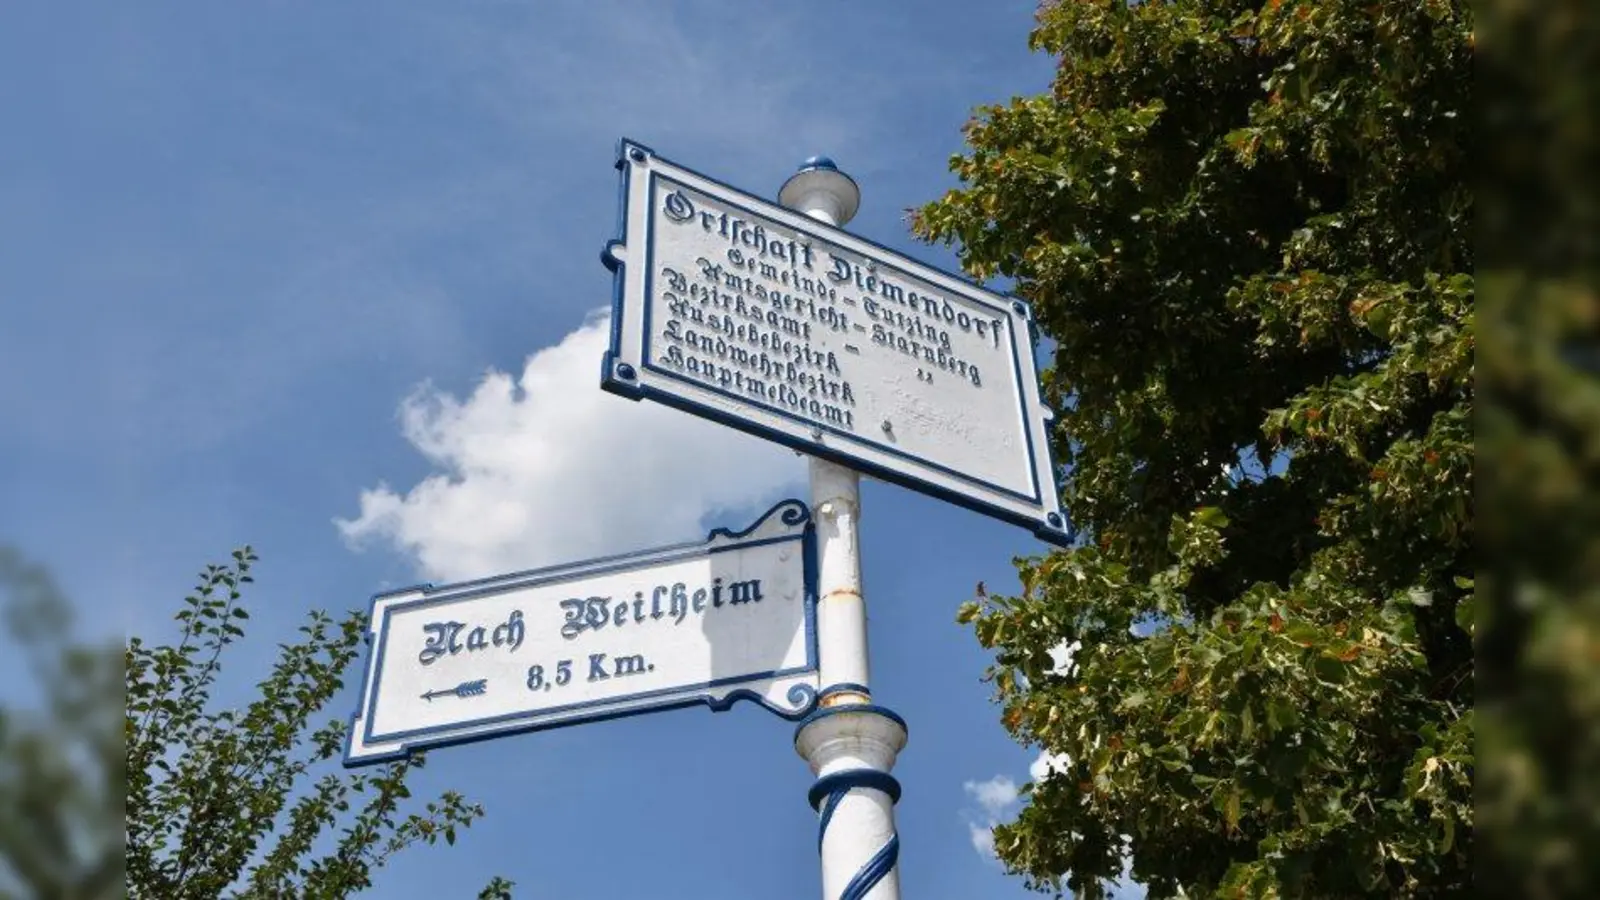 Ortschaft Diemendorf
Gemeinde - Tutzing
Amtsgericht - Starnberg
Bezirksamt - "
Aushebebezirk
Landwehrbezirk
Hauptmeldeamt
Nach Weilheim
8,5 Km.